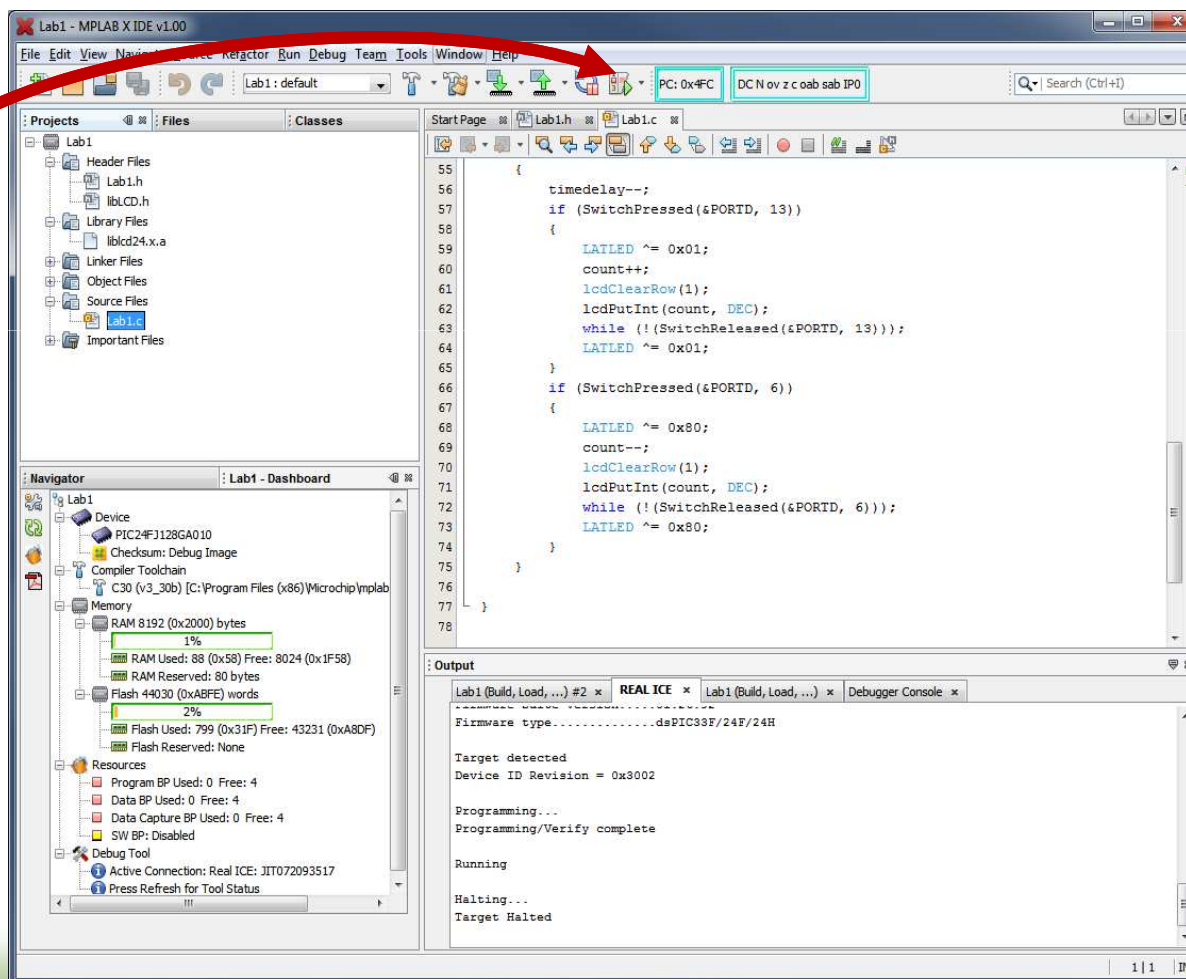 Lab1 - MPLAB X IDE v1.00
File Edit View Refactor Run Debug Team Tools Window Help
Lab1 : default
PC: 0x4FC
DC N ov z c oab sab IP0
Search (Ctrl+I)
Projects
Files
Classes
Lab1
Header Files
Lab1.h
libLCD.h
Library Files
liblcd24.x.a
Linker Files
Object Files
Source Files
Lab1.c
Important Files
Start Page
Lab1.h
Lab1.c
55 {
56 timedelay--;
57 if (SwitchPressed(&PORTD, 13))
58 {
59 LATLED ^= 0x01;
60 count++;
61 lcdClearRow(1);
62 lcdPutInt(count, DEC);
63 while (!(SwitchReleased(&PORTD, 13)));
64 LATLED ^= 0x01;
65 }
66 if (SwitchPressed(&PORTD, 6))
67 {
68 LATLED ^= 0x80;
69 count--;
70 lcdClearRow(1);
71 lcdPutInt(count, DEC);
72 while (!(SwitchReleased(&PORTD, 6)));
73 LATLED ^= 0x80;
74 }
75 }
76
77 }
78
Navigator
Lab1 - Dashboard
Lab1
Device
PIC24FJ128GA010
Checksum: Debug Image
Compiler Toolchain
C30 (v3_30b) [C:\Program Files (x86)\Microchip\mplab
Memory
RAM 8192 (0x2000) bytes
1%
RAM Used: 88 (0x58) Free: 8024 (0x1F58)
RAM Reserved: 80 bytes
Flash 44030 (0xABFE) words
2%
Flash Used: 799 (0x31F) Free: 43231 (0xA8DF)
Flash Reserved: None
Resources
Program BP Used: 0 Free: 4
Data BP Used: 0 Free: 4
Data Capture BP Used: 0 Free: 4
SW BP: Disabled
Debug Tool
Active Connection: Real ICE: JIT072093517
Press Refresh for Tool Status
Output
Lab1 (Build, Load, ...) #2
REAL ICE
Lab1 (Build, Load, ...)
Debugger Console
Firmware type..............dsPIC33F/24F/24H
Target detected
Device ID Revision = 0x3002
Programming...
Programming/Verify complete
Running
Halting...
Target Halted
1|1